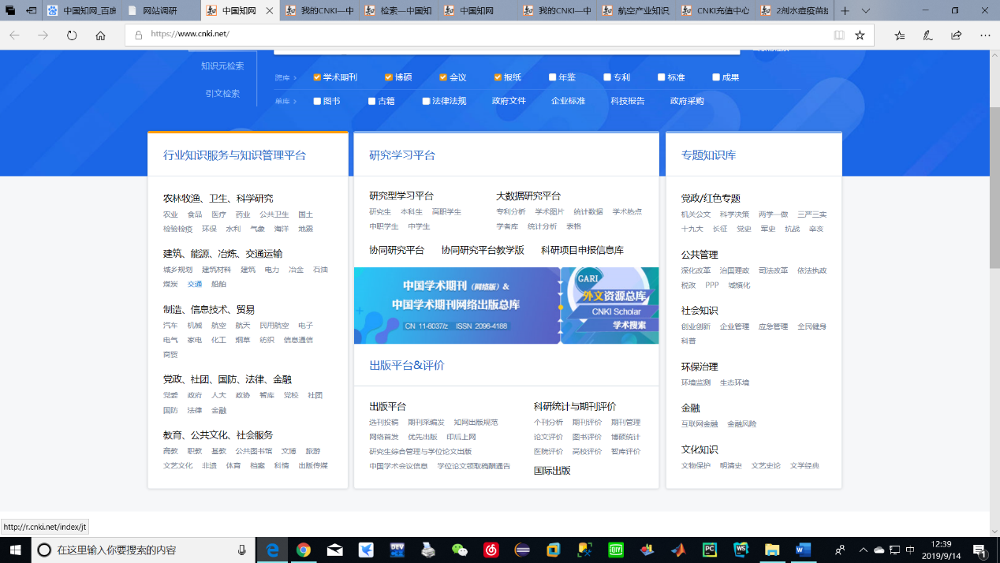 中国知网_百度
网站调研
中国知网
我的CNKI—中
检索—中国知
中国知网
我的CNKI—中
航空产业知识
CNKI充值中心
2剂水痘疫苗接
https://www.cnki.net/
知识元检索
引文检索
跨库 >
学术期刊 博硕 会议 报纸 年鉴 专利 标准 成果
单库 >
图书 古籍 法律法规 政府文件 企业标准 科技报告 政府采购
行业知识服务与知识管理平台
农林牧渔、卫生、科学研究
农业 食品 医疗 药业 公共卫生 国土
检验检疫 环保 水利 气象 海洋 地震
建筑、能源、冶炼、交通运输
城乡规划 建筑材料 建筑 电力 冶金 石油
煤炭 交通 船舶
制造、信息技术、贸易
汽车 机械 航空 航天 民用航空 电子
电气 家电 化工 烟草 纺织 信息通信
商贸
党政、社团、国防、法律、金融
党委 政府 人大 政协 智库 党校 社团
国防 法律 金融
教育、公共文化、社会服务
高教 职教 基教 公共图书馆 文博 旅游
文艺文化 非遗 体育 档案 科情 出版传媒
研究学习平台
研究型学习平台
研究生 本科生 高职学生
中职学生 中学生
大数据研究平台
专利分析 学术图片 统计数据 学术热点
学者库 统计分析 表格
协同研究平台 协同研究平台教学版 科研项目申报信息库
中国学术期刊（网络版）&
中国学术期刊网络出版总库
CN 11-6037/z ISSN 2096-4188
GARI
外文资源总库
CNKI Scholar
学术搜索
出版平台&评价
出版平台
选刊投稿 期刊采编发 知网出版规范
网络首发 优先出版 印后上网
研究生综合管理与学位论文出版
中国学术会议信息 学位论文领取稿酬通告
科研统计与期刊评价
个刊分析 期刊评价 期刊管理
论文评价 图书评价 博硕统计
医院评价 高校评价 智库评价
国际出版
专题知识库
党政/红色专题
机关公文 科学决策 两学一做 三严三实
十九大 长征 党史 军史 抗战 辛亥
公共管理
深化改革 治国理政 司法改革 依法执政
税改 PPP 城镇化
社会知识
创业创新 企业管理 应急管理 全民健身
科普
环保治理
环境监测 生态环境
金融
互联网金融 金融风险
文化知识
文物保护 明清史 文艺史论 文学经典
http://r.cnki.net/index/jt
在这里输入你要搜索的内容
中
12:39
2019/9/14
1